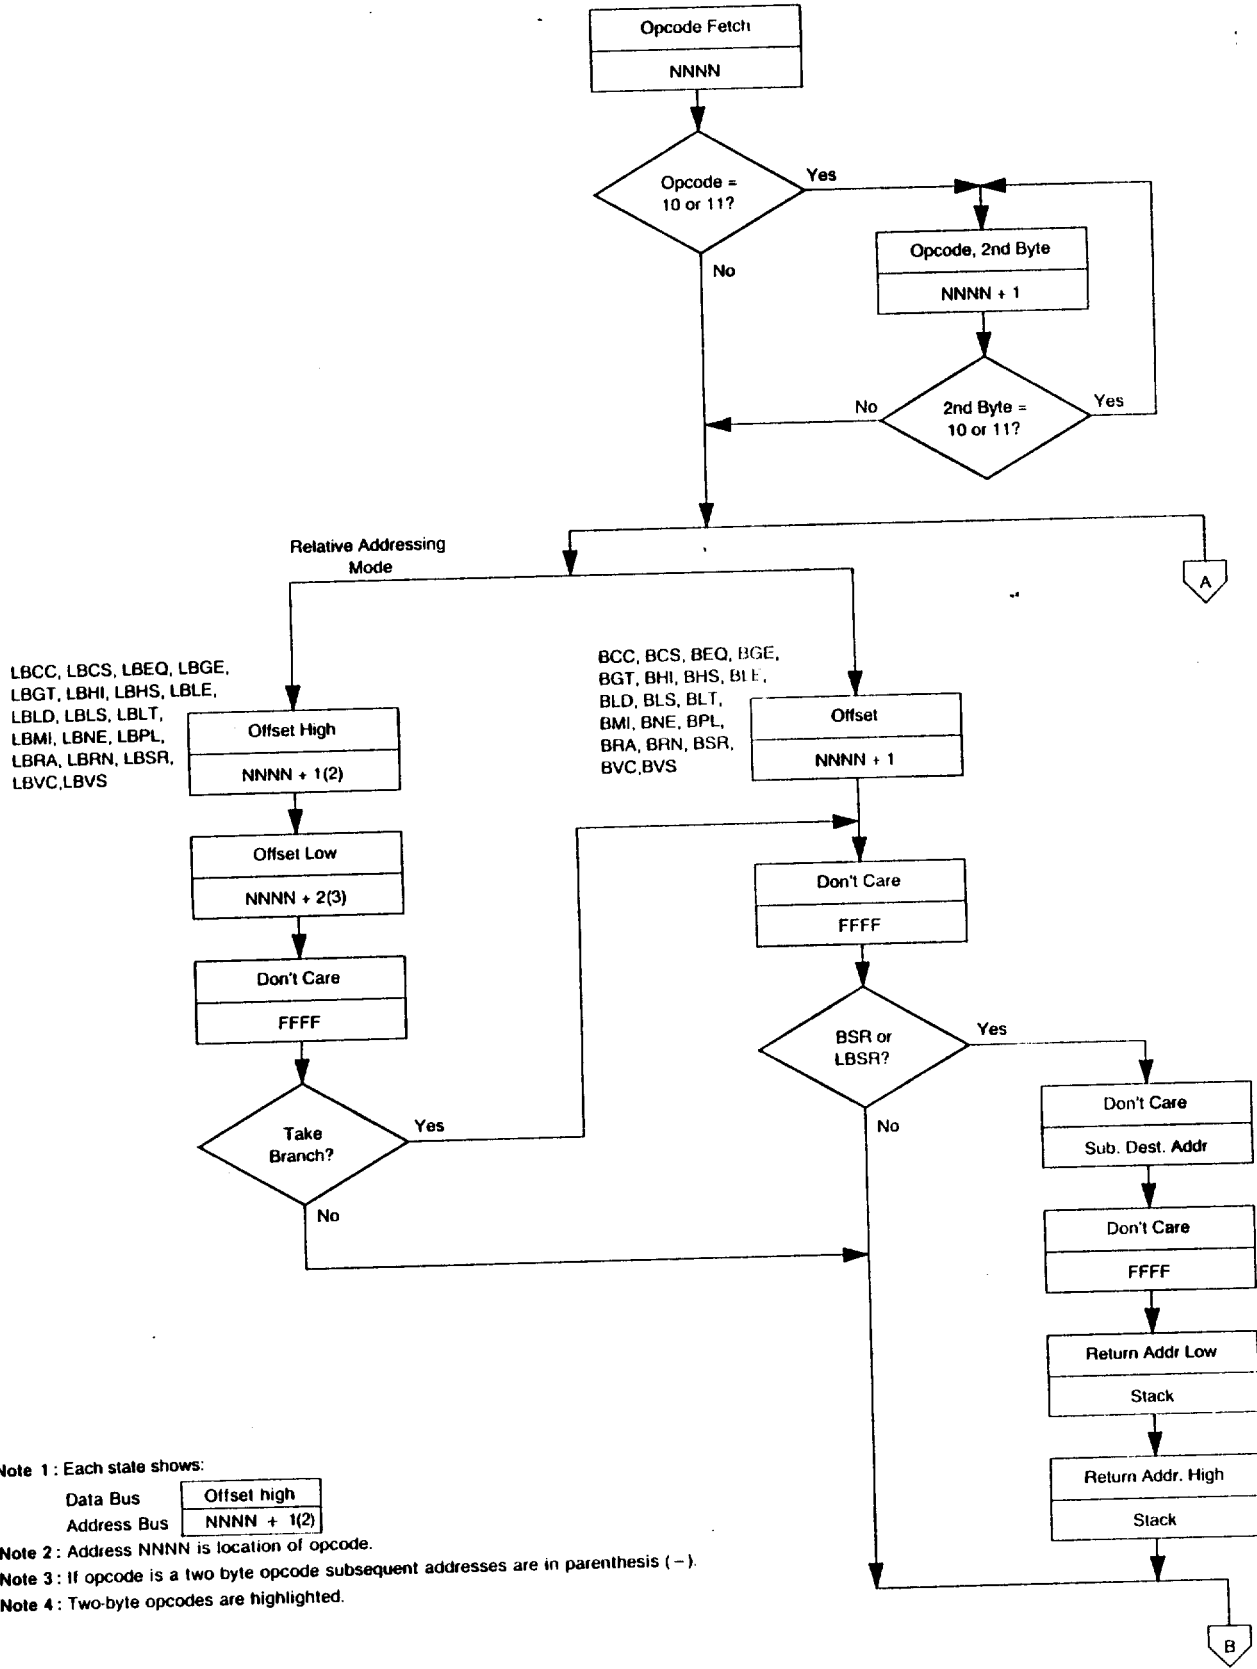 Opcode Fetch
NNNN
Opcode =
10 or 11?
Yes
No
Opcode, 2nd Byte
NNNN + 1
2nd Byte =
10 or 11?
No
Yes
Relative Addressing
Mode
A
LBCC, LBCS, LBEQ, LBGE,
LBGT, LBHI, LBHS, LBLE,
LBLD, LBLS, LBLT,
LBMI, LBNE, LBPL,
LBRA, LBRN, LBSR,
LBVC,LBVS
Offset High
NNNN + 1(2)
Offset Low
NNNN + 2(3)
Don't Care
FFFF
Take
Branch?
Yes
No
BCC, BCS, BEQ, BGE,
BGT, BHI, BHS, BLE,
BLD, BLS, BLT,
BMI, BNE, BPL,
BRA, BRN, BSR,
BVC,BVS
Offset
NNNN + 1
Don't Care
FFFF
BSR or
LBSR?
Yes
No
Don't Care
Sub. Dest. Addr
Don't Care
FFFF
Return Addr Low
Stack
Return Addr. High
Stack
B
Note 1 : Each state shows:
Data Bus Offset high
Address Bus NNNN + 1(2)
Note 2 : Address NNNN is location of opcode.
Note 3 : If opcode is a two byte opcode subsequent addresses are in parenthesis (–).
Note 4 : Two-byte opcodes are highlighted.